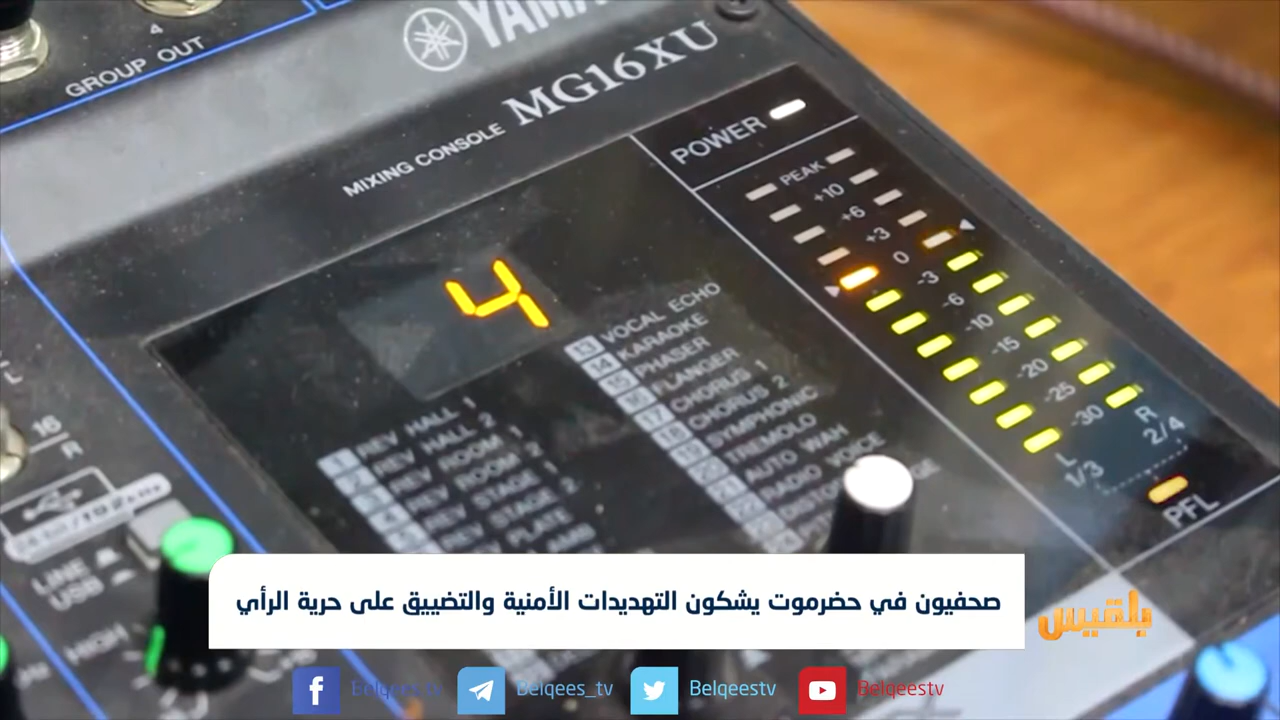 4
GROUP OUT
YAMA
MG16XU
MIXING CONSOLE
POWER
PEAK
+10
+6
+3
0
-3
-6
-10
-15
-20
-25
-30
L
R
1/3
2/4
PFL
4
1 REV HALL 1
2 REV HALL 2
3 REV ROOM 1
4 REV ROOM 2
5 REV STAGE 1
REV STAGE 2
REV PLATE
13 VOCAL ECHO
14 KARAOKE
15 PHASER
16 FLANGER
17 CHORUS 1
18 CHORUS 2
19 SYMPHONIC
20 TREMOLO
21 AUTO WAH
22 RADIO VOICE
L
16
R
LINE
USB
HIGH
صحفيون في حضرموت يشكون التهديدات الأمنية والتضييق على حرية الرأي
بلقيس
Belqees.tv
Belqees_tv
Belqeestv
Belqeestv